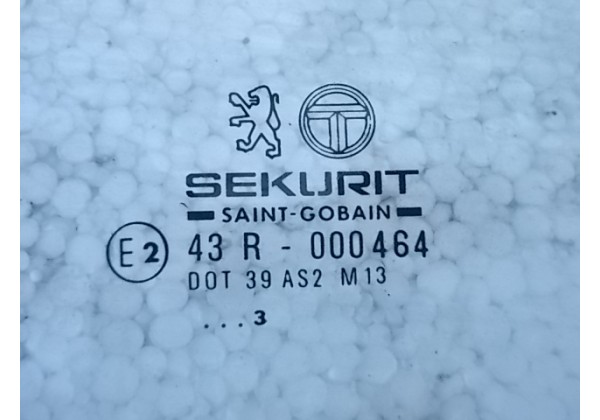 SEKURIT
SAINT-GOBAIN
E2 43 R - 000464
DOT 39 AS2 M13
...3